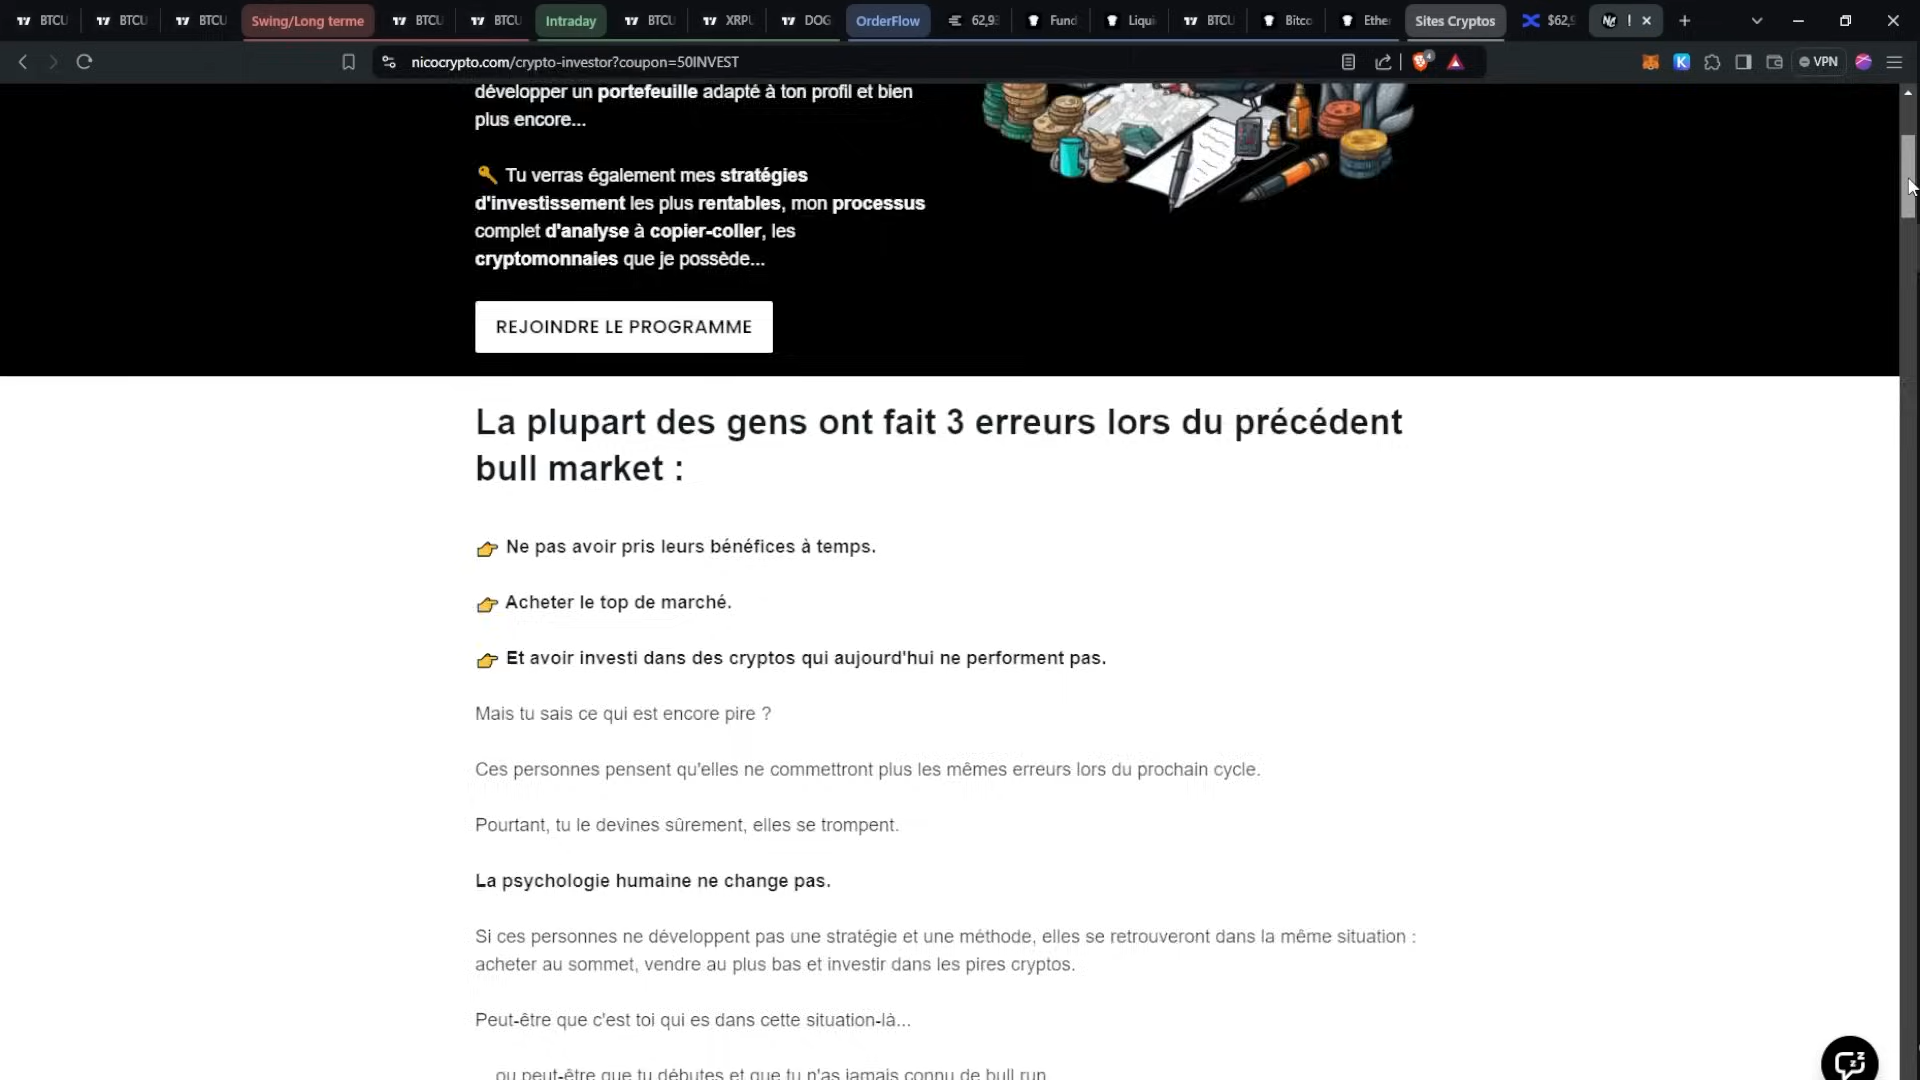 BTCU
BTCU
BTCU
Swing/Long terme
BTCU
BTCU
Intraday
BTCU
XRPL
DOG
OrderFlow
62,93
Fund
Liqui
BTCU
Bitco
Ether
Sites Cryptos
$62,9
nicocrypto.com/crypto-investor?coupon=50INVEST
4
K
VPN
développer un portefeuille adapté à ton profil et bien
plus encore...
Tu verras également mes stratégies
d'investissement les plus rentables, mon processus
complet d'analyse à copier-coller, les
cryptomonnaies que je possède...
REJOINDRE LE PROGRAMME
La plupart des gens ont fait 3 erreurs lors du précédent
bull market :
Ne pas avoir pris leurs bénéfices à temps.
Acheter le top de marché.
Et avoir investi dans des cryptos qui aujourd'hui ne performent pas.
Mais tu sais ce qui est encore pire ?
Ces personnes pensent qu'elles ne commettront plus les mêmes erreurs lors du prochain cycle.
Pourtant, tu le devines sûrement, elles se trompent.
La psychologie humaine ne change pas.
Si ces personnes ne développent pas une stratégie et une méthode, elles se retrouveront dans la même situation :
acheter au sommet, vendre au plus bas et investir dans les pires cryptos.
Peut-être que c'est toi qui es dans cette situation-là...
ou peut-être que tu débutes et que tu n'as jamais connu de bull run